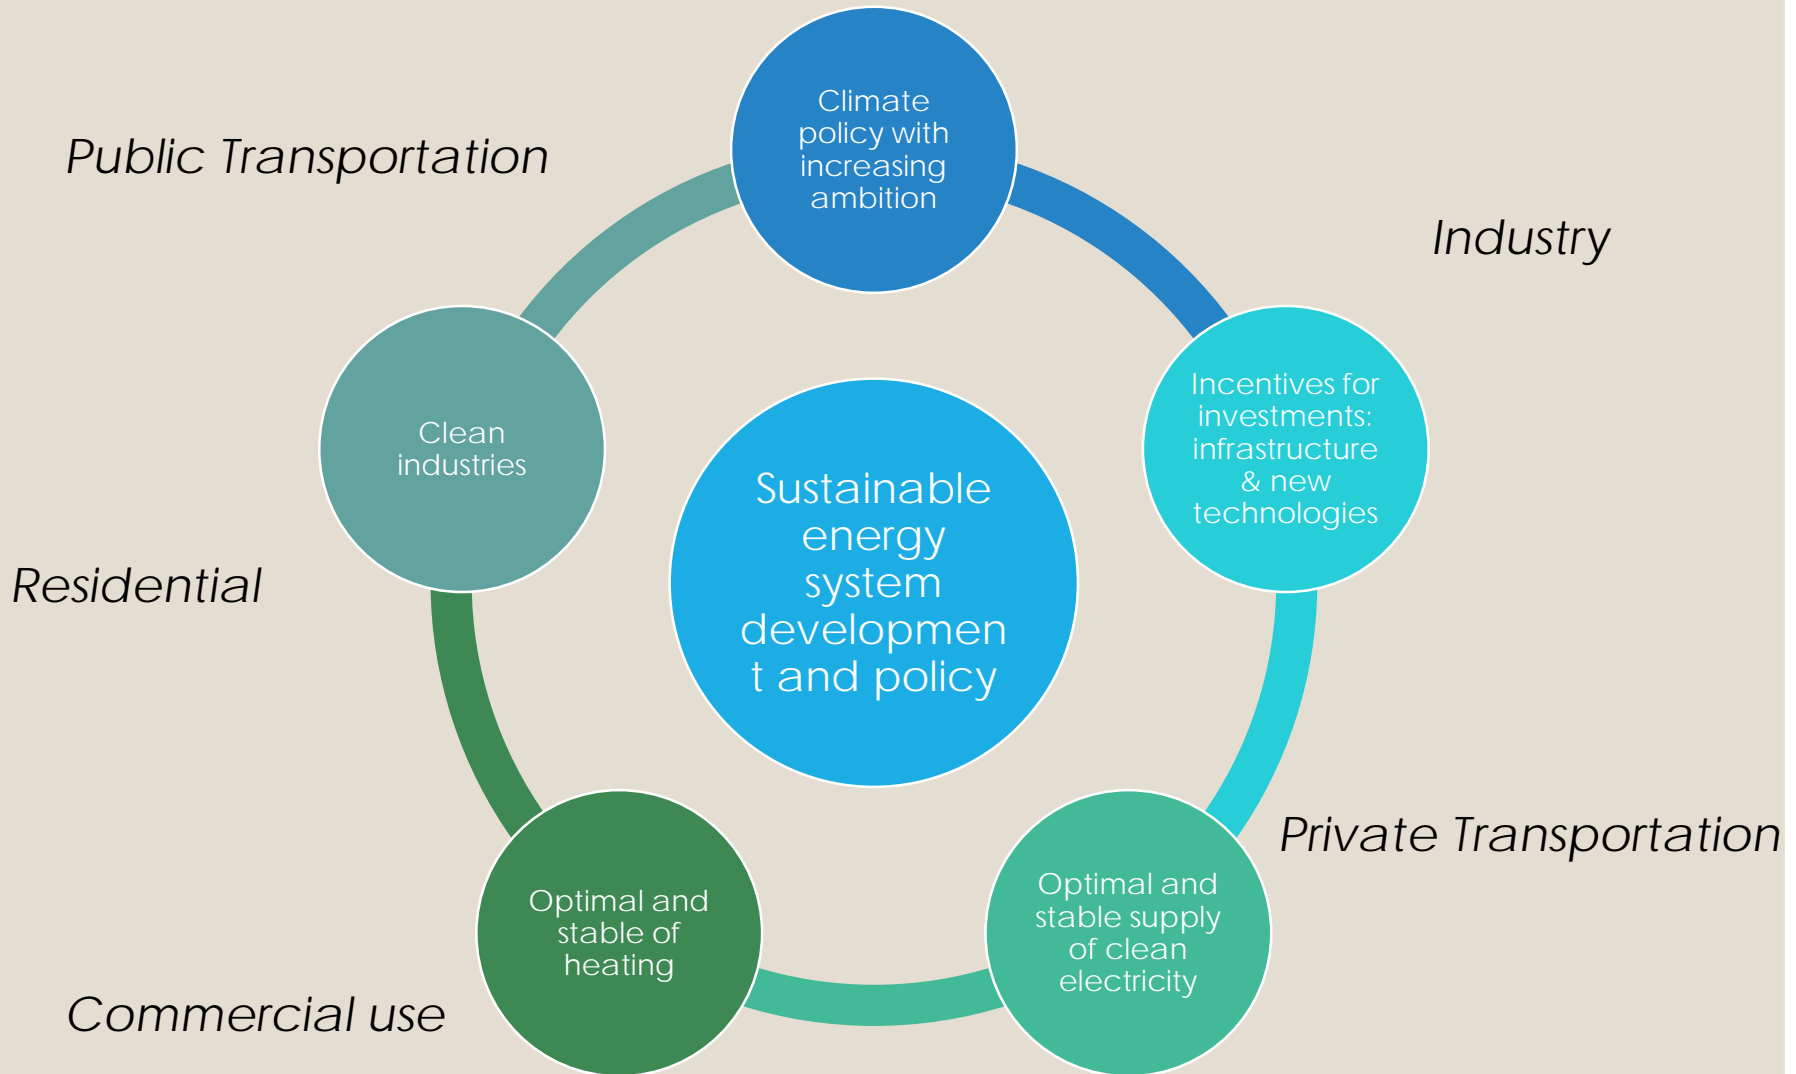 Climate
policy with
increasing
ambition
Public Transportation
Industry
Incentives for
investments:
infrastructure
& new
technologies
Clean
industries
Sustainable
energy
system
developmen
t and policy
Residential
Private Transportation
Optimal and
stable supply
of clean
electricity
Optimal and
stable of
heating
Commercial use